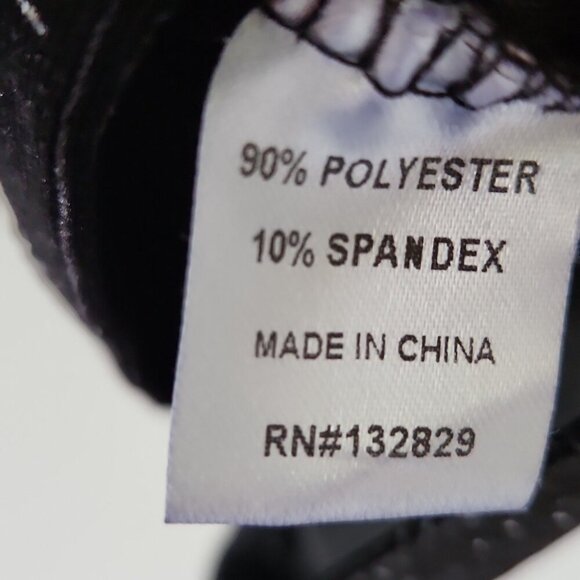 90% POLYESTER
10% SPANDEX
MADE IN CHINA
RN#132829